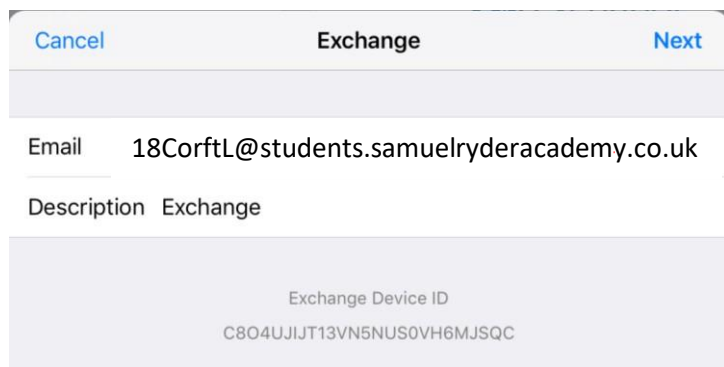 Cancel Exchange Next
Email 18CorftL@students.samuelryderacademy.co.uk
Description Exchange
Exchange Device ID
C8O4UJIJT13VN5NUS0VH6MJSQC